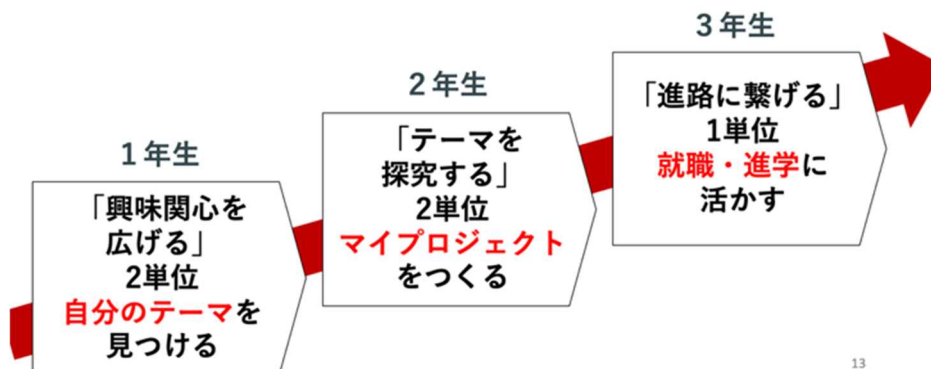 1年生
「興味関心を
広げる」
2単位
自分のテーマを
見つける
2年生
「テーマを
探究する」
2単位
マイプロジェクト
をつくる
3年生
「進路に繋げる」
1単位
就職・進学に
活かす
13